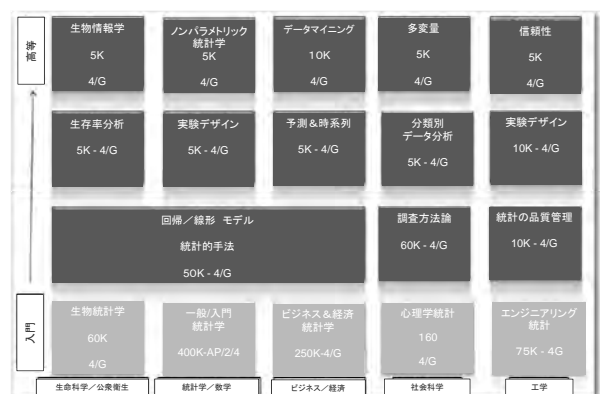 高等
生物情報学
5K
4/G
ノンパラメトリック
統計学
5K
4/G
データマイニング
10K
4/G
多変量
5K
4/G
信頼性
5K
4/G
生存率分析
5K - 4/G
実験デザイン
5K - 4/G
予測&時系列
5K - 4/G
分類別
データ分析
5K - 4/G
実験デザイン
10K - 4/G
回帰／線形 モデル
統計的手法
50K - 4/G
調査方法論
60K - 4/G
統計の品質管理
10K - 4/G
入門
生物統計学
60K
4/G
一般/入門
統計学
400K-AP/2/4
ビジネス&経済
統計学
250K-4/G
心理学統計
160
4/G
エンジニアリング
統計
75K - 4G
生命科学／公衆衛生
統計学／数学
ビジネス／経済
社会科学
工学